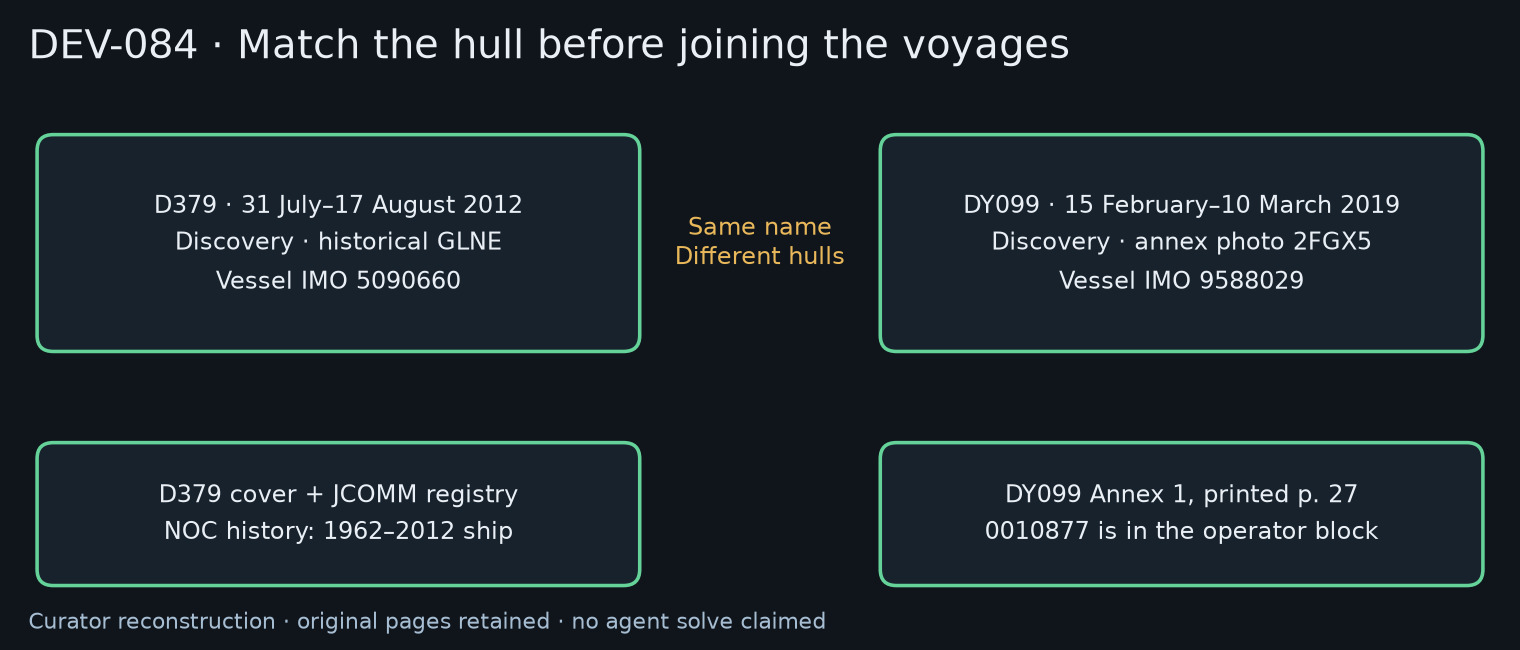 DEV-084 · Match the hull before joining the voyages
D379 · 31 July–17 August 2012
Discovery · historical GLNE
Vessel IMO 5090660
Same name
Different hulls
DY099 · 15 February–10 March 2019
Discovery · annex photo 2FGX5
Vessel IMO 9588029
D379 cover + JCOMM registry
NOC history: 1962–2012 ship
DY099 Annex 1, printed p. 27
0010877 is in the operator block
Curator reconstruction · original pages retained · no agent solve claimed